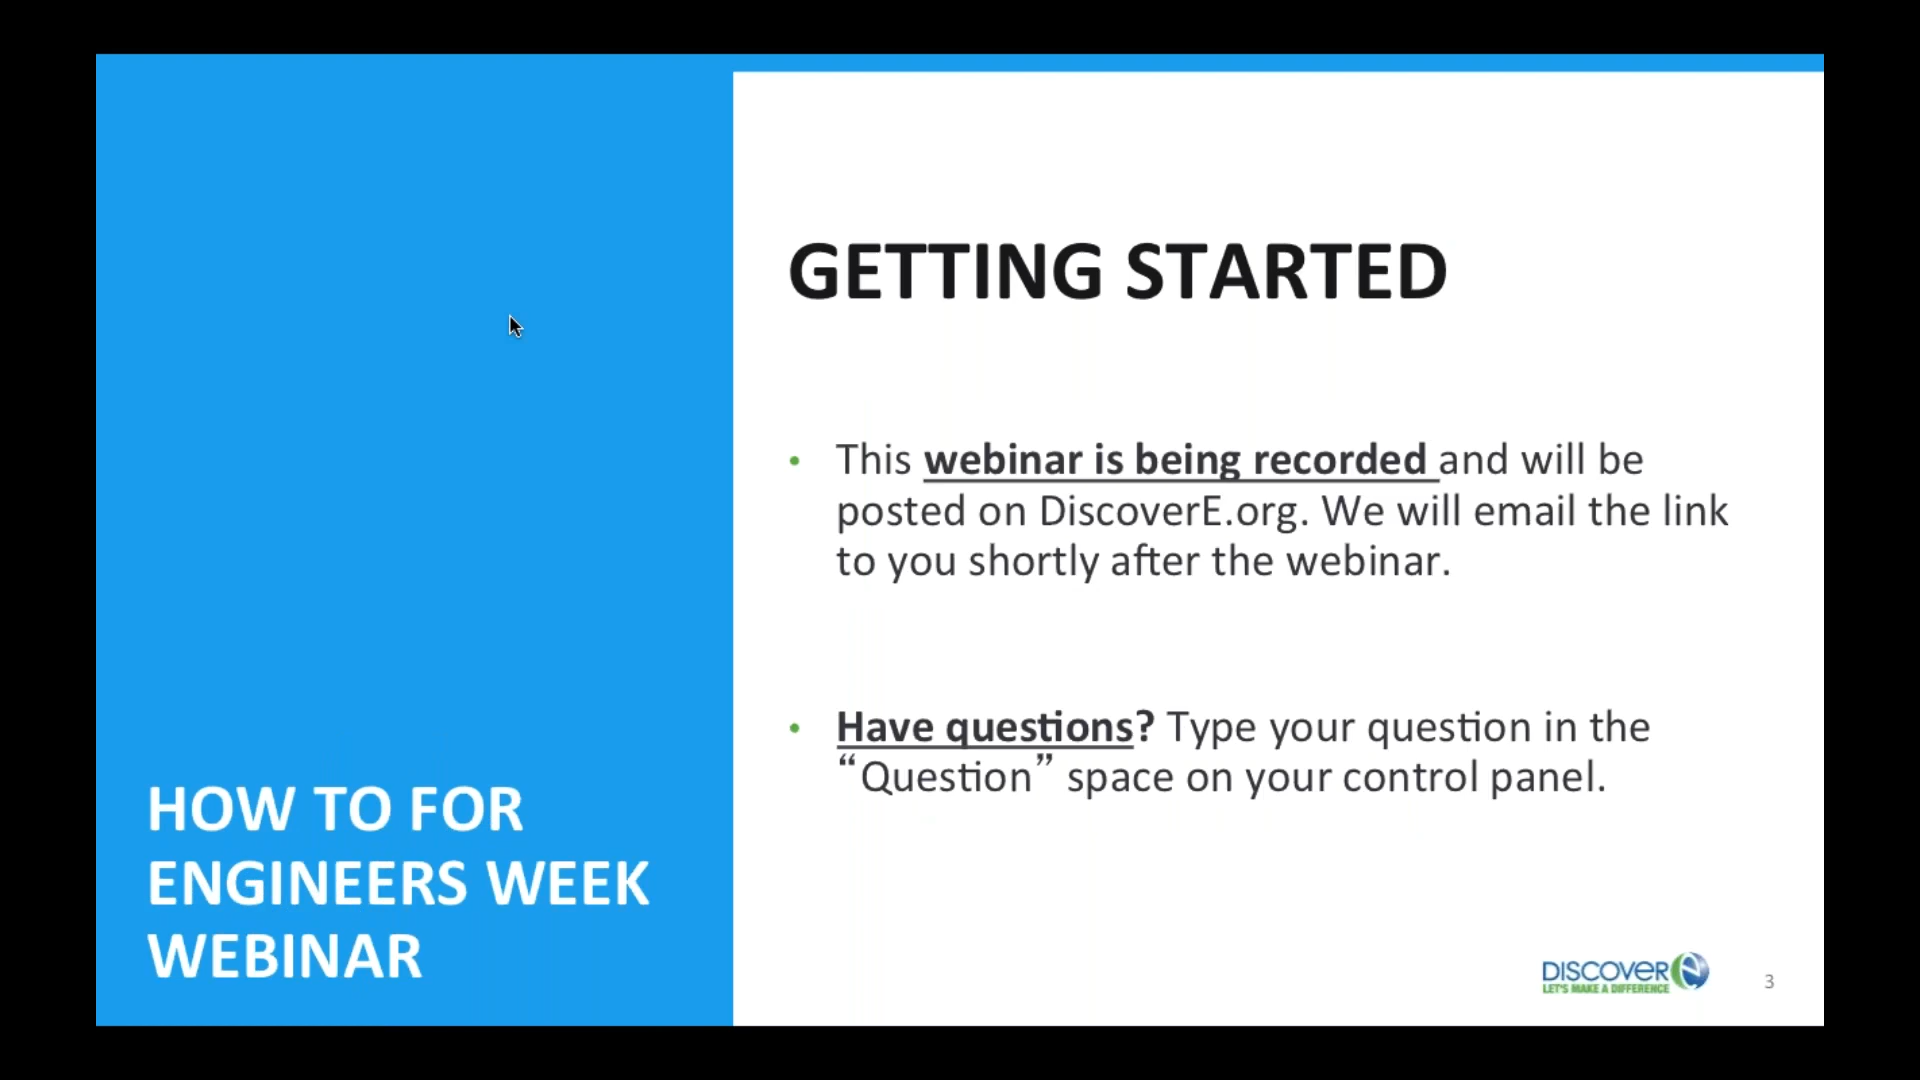 GETTING STARTED
• This webinar is being recorded and will be
posted on DiscoverE.org. We will email the link
to you shortly after the webinar.
• Have questions? Type your question in the
“Question” space on your control panel.
HOW TO FOR
ENGINEERS WEEK
WEBINAR
DISCOVER e
LET'S MAKE A DIFFERENCE
3